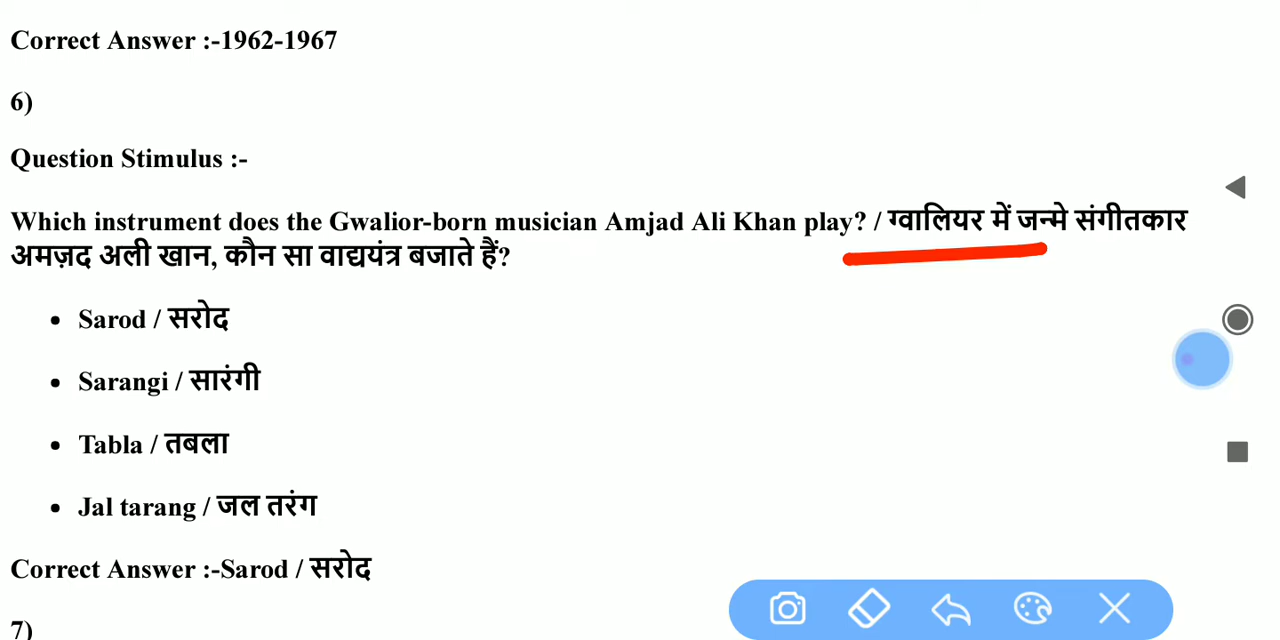 Correct Answer :-1962-1967
6)
Question Stimulus :-
Which instrument does the Gwalior-born musician Amjad Ali Khan play? / ग्वालियर में जन्मे संगीतकार
अमज़द अली खान, कौन सा वाद्ययंत्र बजाते हैं?
• Sarod / सरोद
• Sarangi / सारंगी
• Tabla / तबला
• Jal tarang / जल तरंग
Correct Answer :-Sarod / सरोद
7)